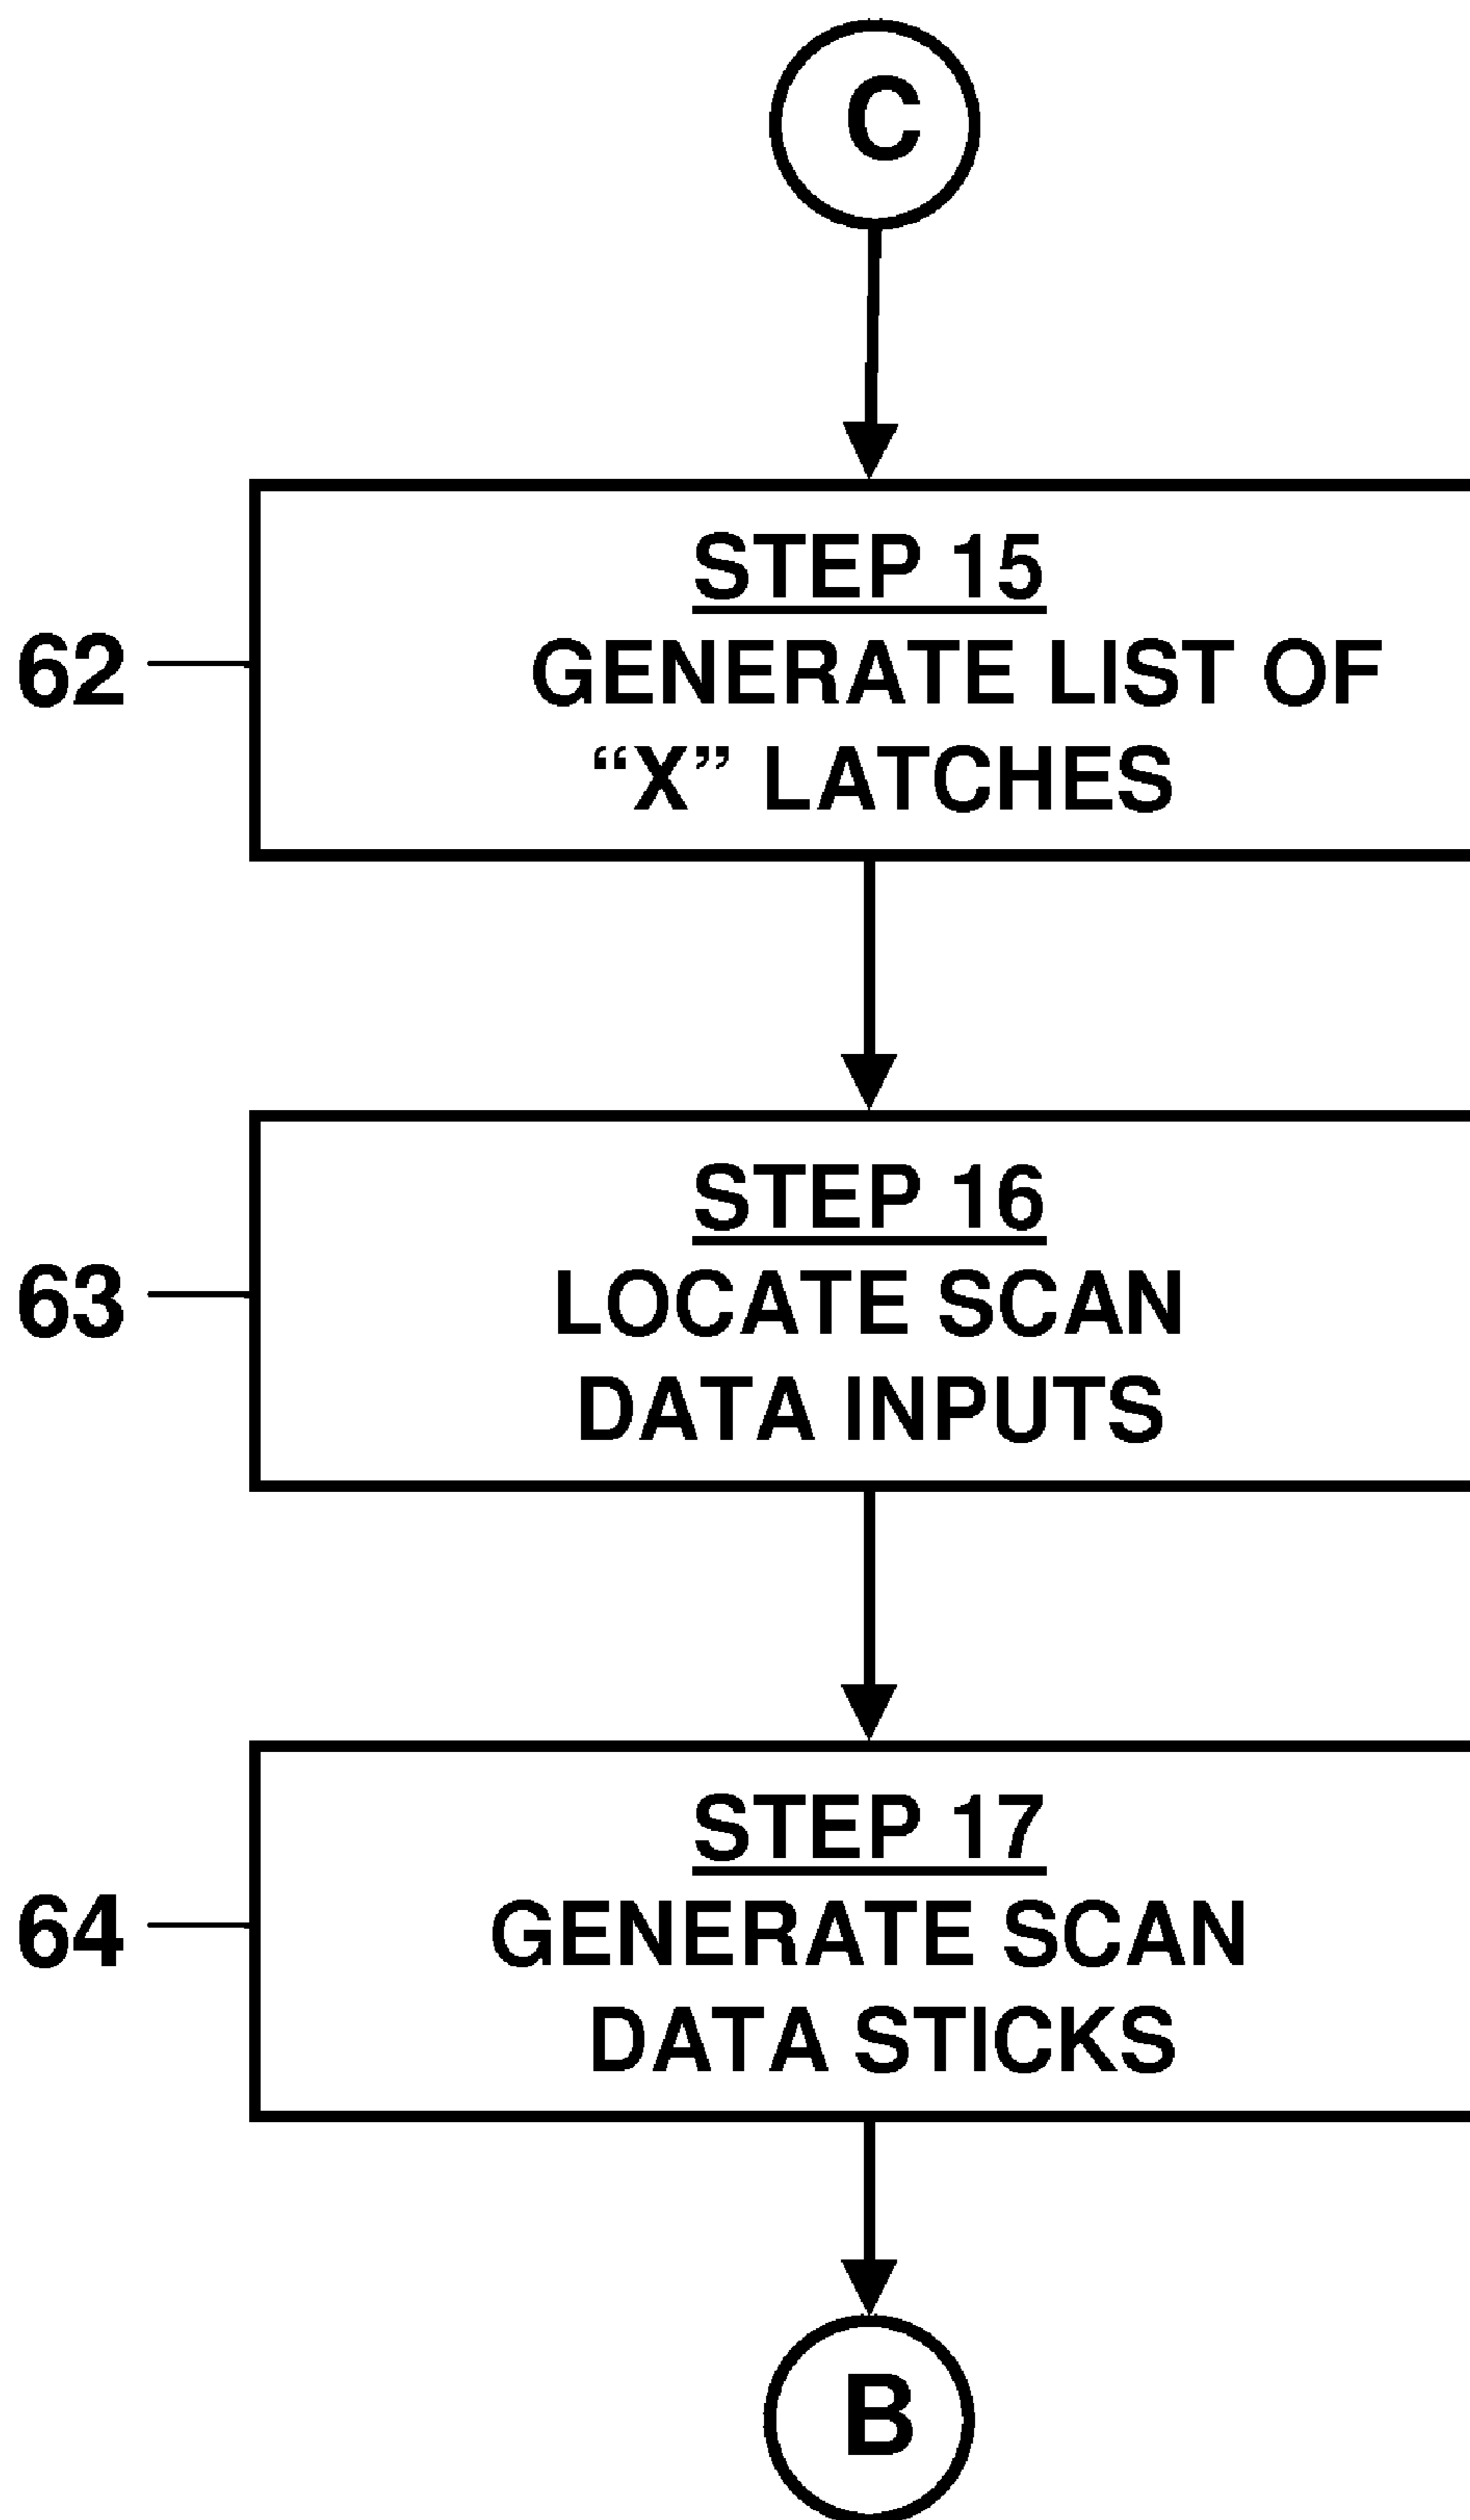 C
STEP 15
62
GENERATE LIST OF
“X” LATCHES
STEP 16
63
LOCATE SCAN
DATA INPUTS
STEP 17
64
GENERATE SCAN
DATA STICKS
B